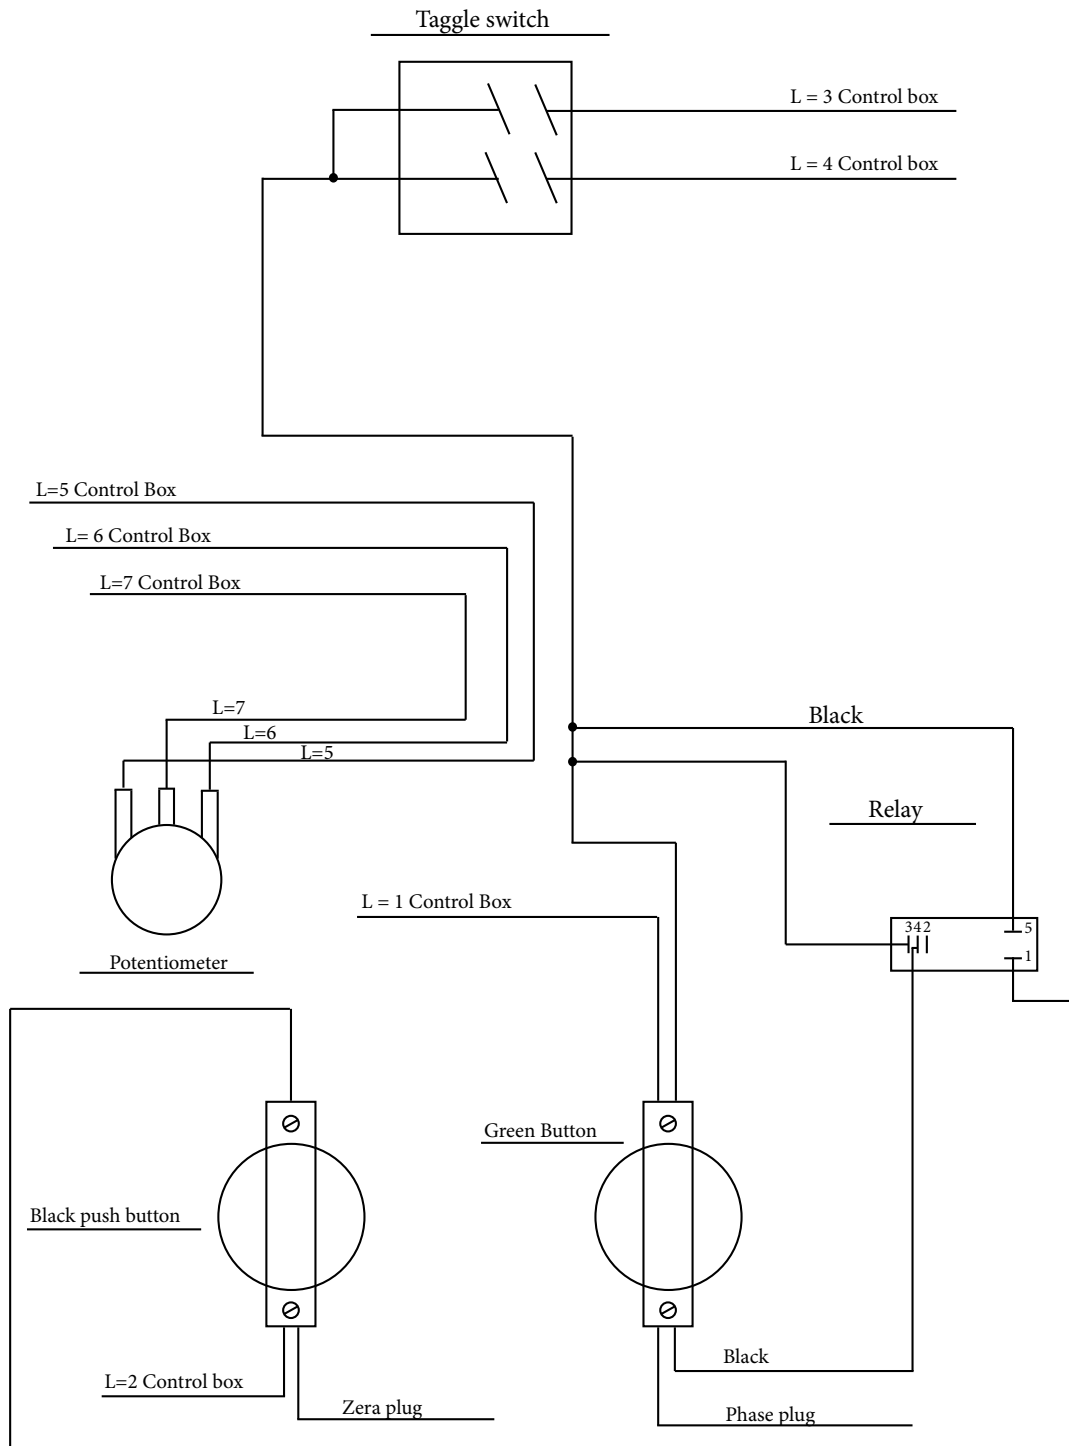 Taggle switch
L = 3 Control box
L = 4 Control box
L=5 Control Box
L= 6 Control Box
L=7 Control Box
L=7
L=6
L=5
Black
Relay
342
5
1
L = 1 Control Box
Potentiometer
Green Button
Black push button
Black
L=2 Control box
Zera plug
Phase plug